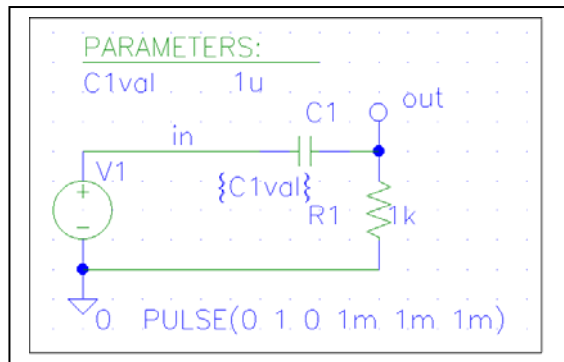 PARAMETERS:
C1val 1u
C1 out
in
V1
{C1val}
R1 1k
0 PULSE(0 1 0 1m 1m 1m)